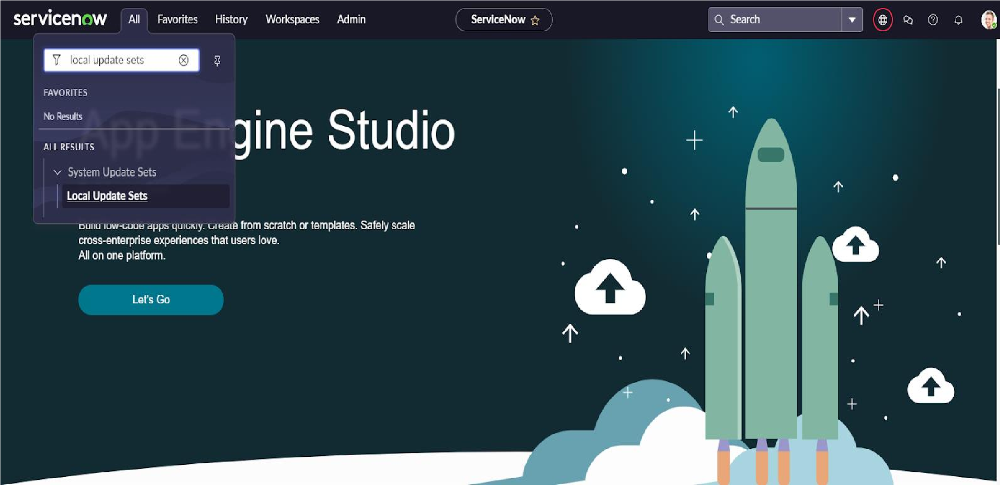 servicenow All Favorites History Workspaces Admin ServiceNow Search
local update sets
FAVORITES
No Results
App Engine Studio
ALL RESULTS
System Update Sets
Local Update Sets
Build low-code apps quickly. Create from scratch or templates. Safely scale
cross-enterprise experiences that users love.
All on one platform.
Let's Go